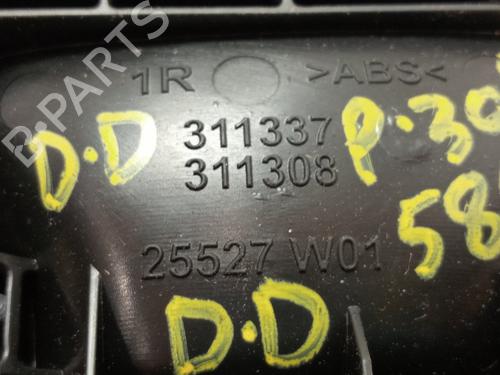 1R >ABS<
311337
311308
25527 W01
D.D
P-30
58
D.D
B-PARTS